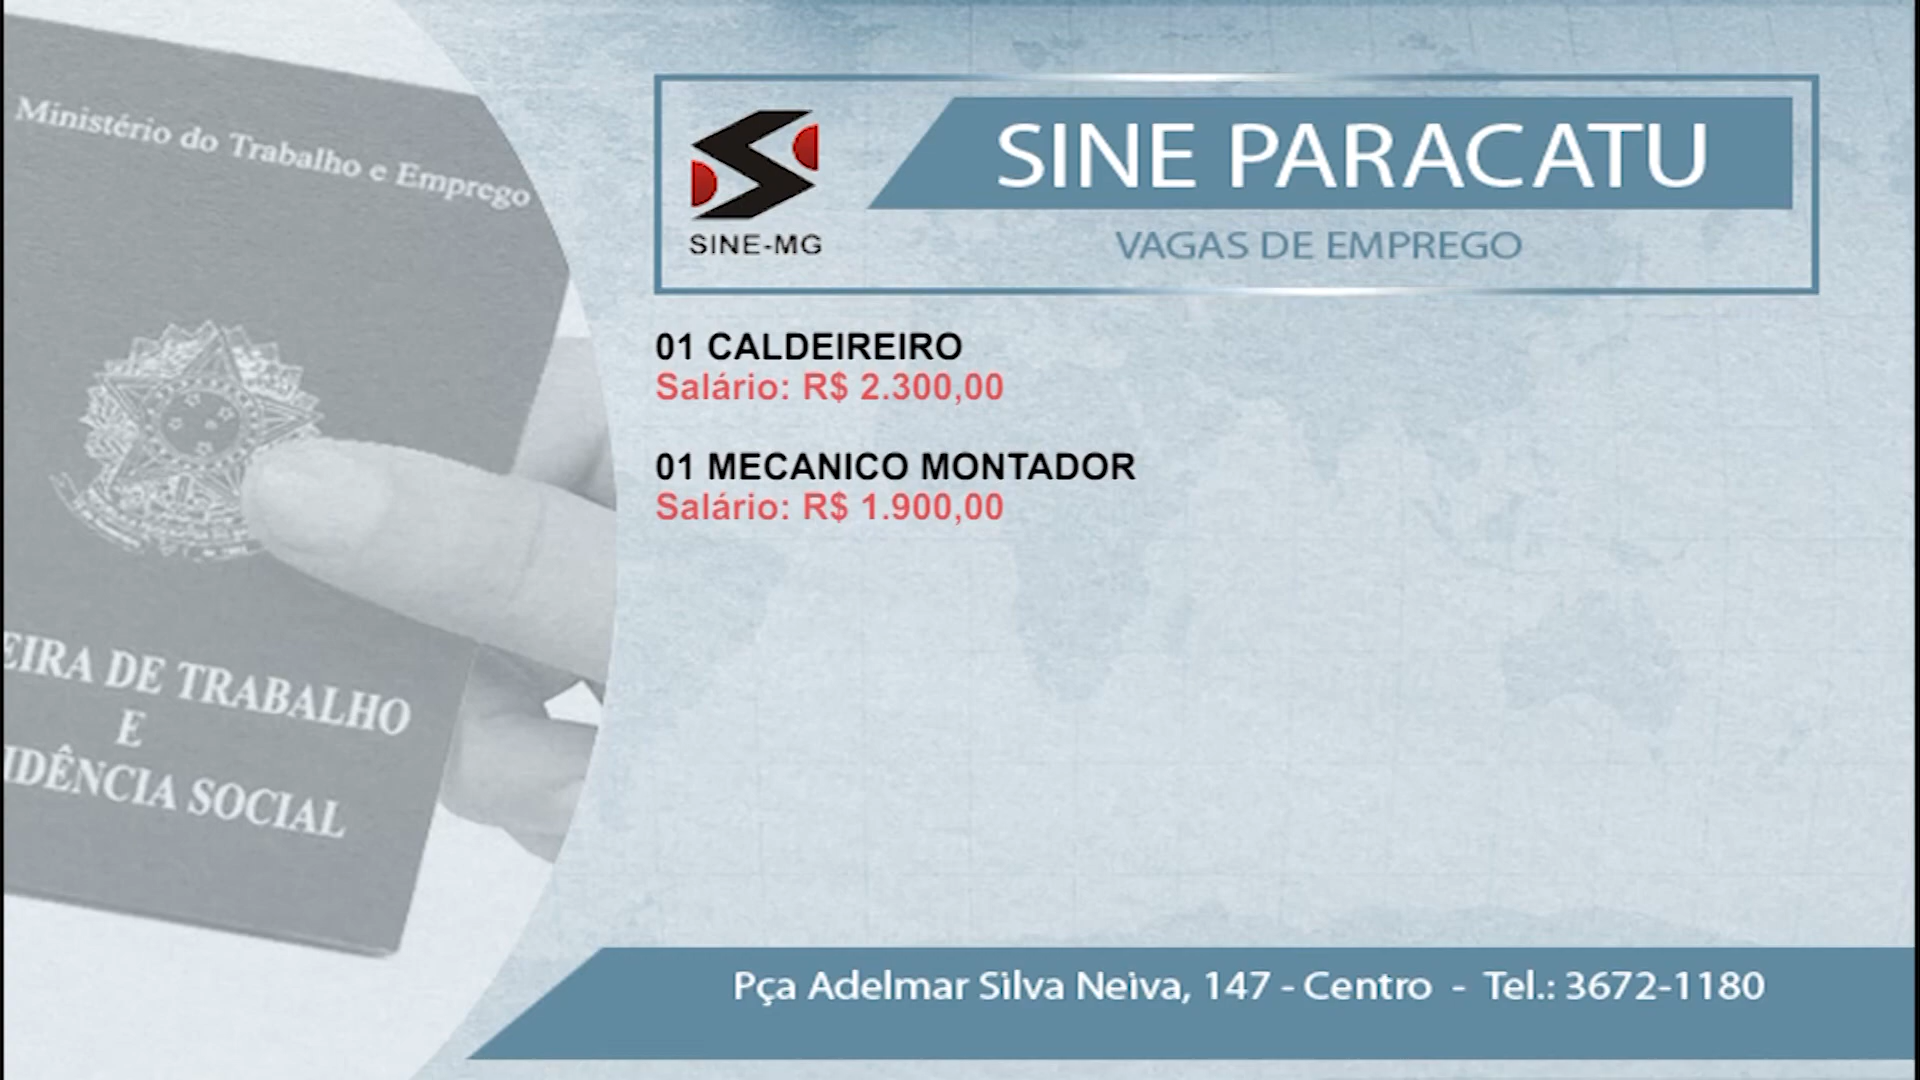 Ministério do Trabalho e Emprego
EIRA DE TRABALHO
E
IDÊNCIA SOCIAL
SINE-MG
SINE PARACATU
VAGAS DE EMPREGO
01 CALDEIREIRO
Salário: R$ 2.300,00
01 MECANICO MONTADOR
Salário: R$ 1.900,00
Pça Adelmar Silva Neiva, 147 - Centro - Tel.: 3672-1180